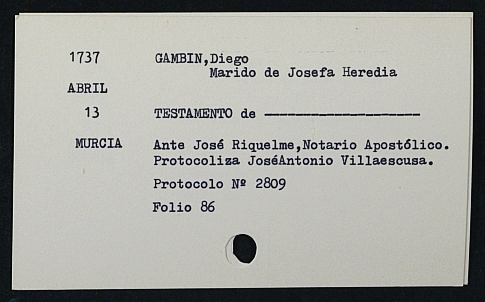 1737 GAMBIN,Diego
Marido de Josefa Heredia
ABRIL
13 TESTAMENTO de --------------------
MURCIA Ante José Riquelme,Notario Apostólico.
Protocoliza JoséAntonio Villaescusa.
Protocolo Nº 2809
Folio 86